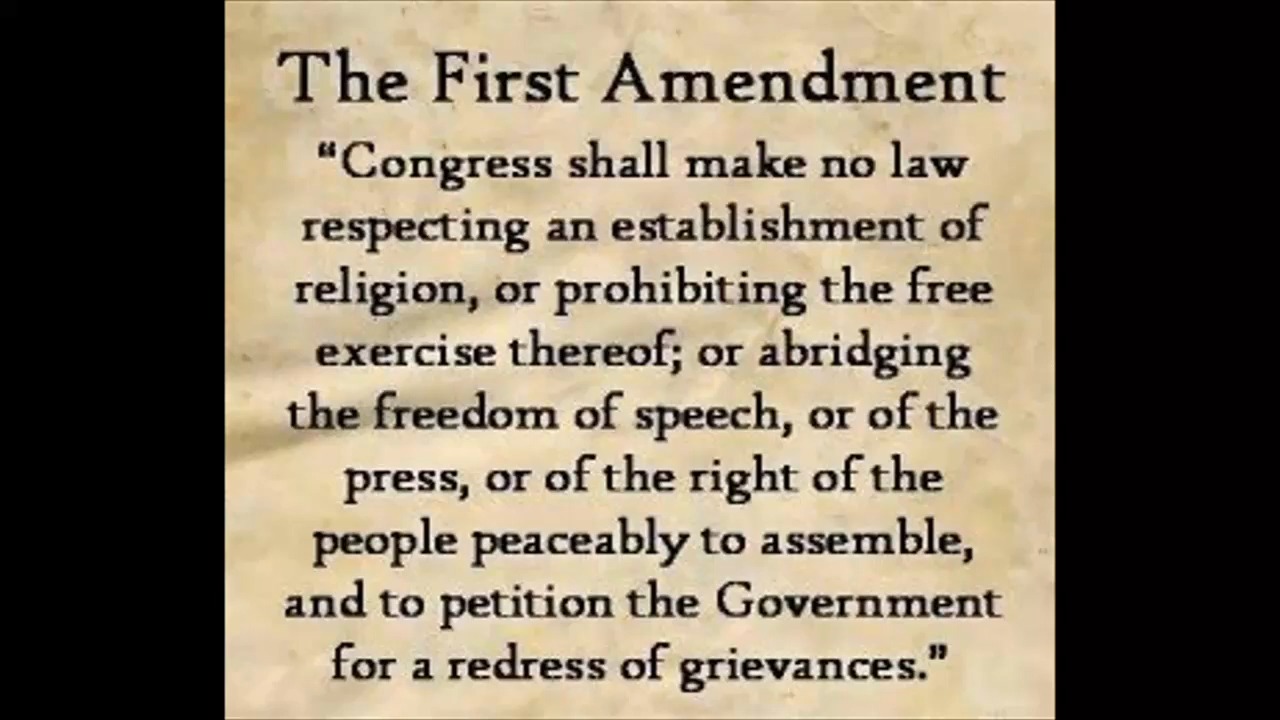 The First Amendment
“Congress shall make no law
respecting an establishment of
religion, or prohibiting the free
exercise thereof; or abridging
the freedom of speech, or of the
press, or of the right of the
people peaceably to assemble,
and to petition the Government
for a redress of grievances.”